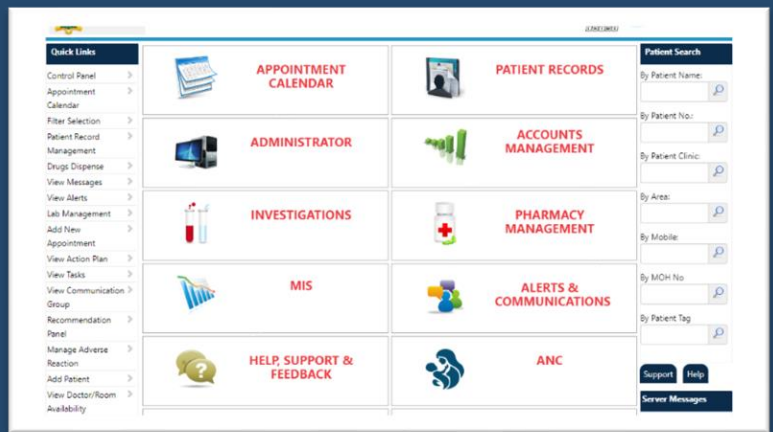 Quick Links
Control Panel
Appointment
Calendar
Filter Selection
Patient Record
Management
Drugs Dispense
View Messages
View Alerts
Lab Management
Add New
Appointment
View Action Plan
View Tasks
View Communication
Group
Recommendation
Panel
Manage Adverse
Reaction
Add Patient
View Doctor/Room
Availability
APPOINTMENT
CALENDAR
PATIENT RECORDS
ADMINISTRATOR
ACCOUNTS
MANAGEMENT
INVESTIGATIONS
PHARMACY
MANAGEMENT
MIS
ALERTS &
COMMUNICATIONS
HELP, SUPPORT &
FEEDBACK
ANC
Patient Search
By Patient Name:
By Patient No.:
By Patient Clinic:
By Area:
By Mobile:
By MOH No
By Patient Tag
Support Help
Server Messages